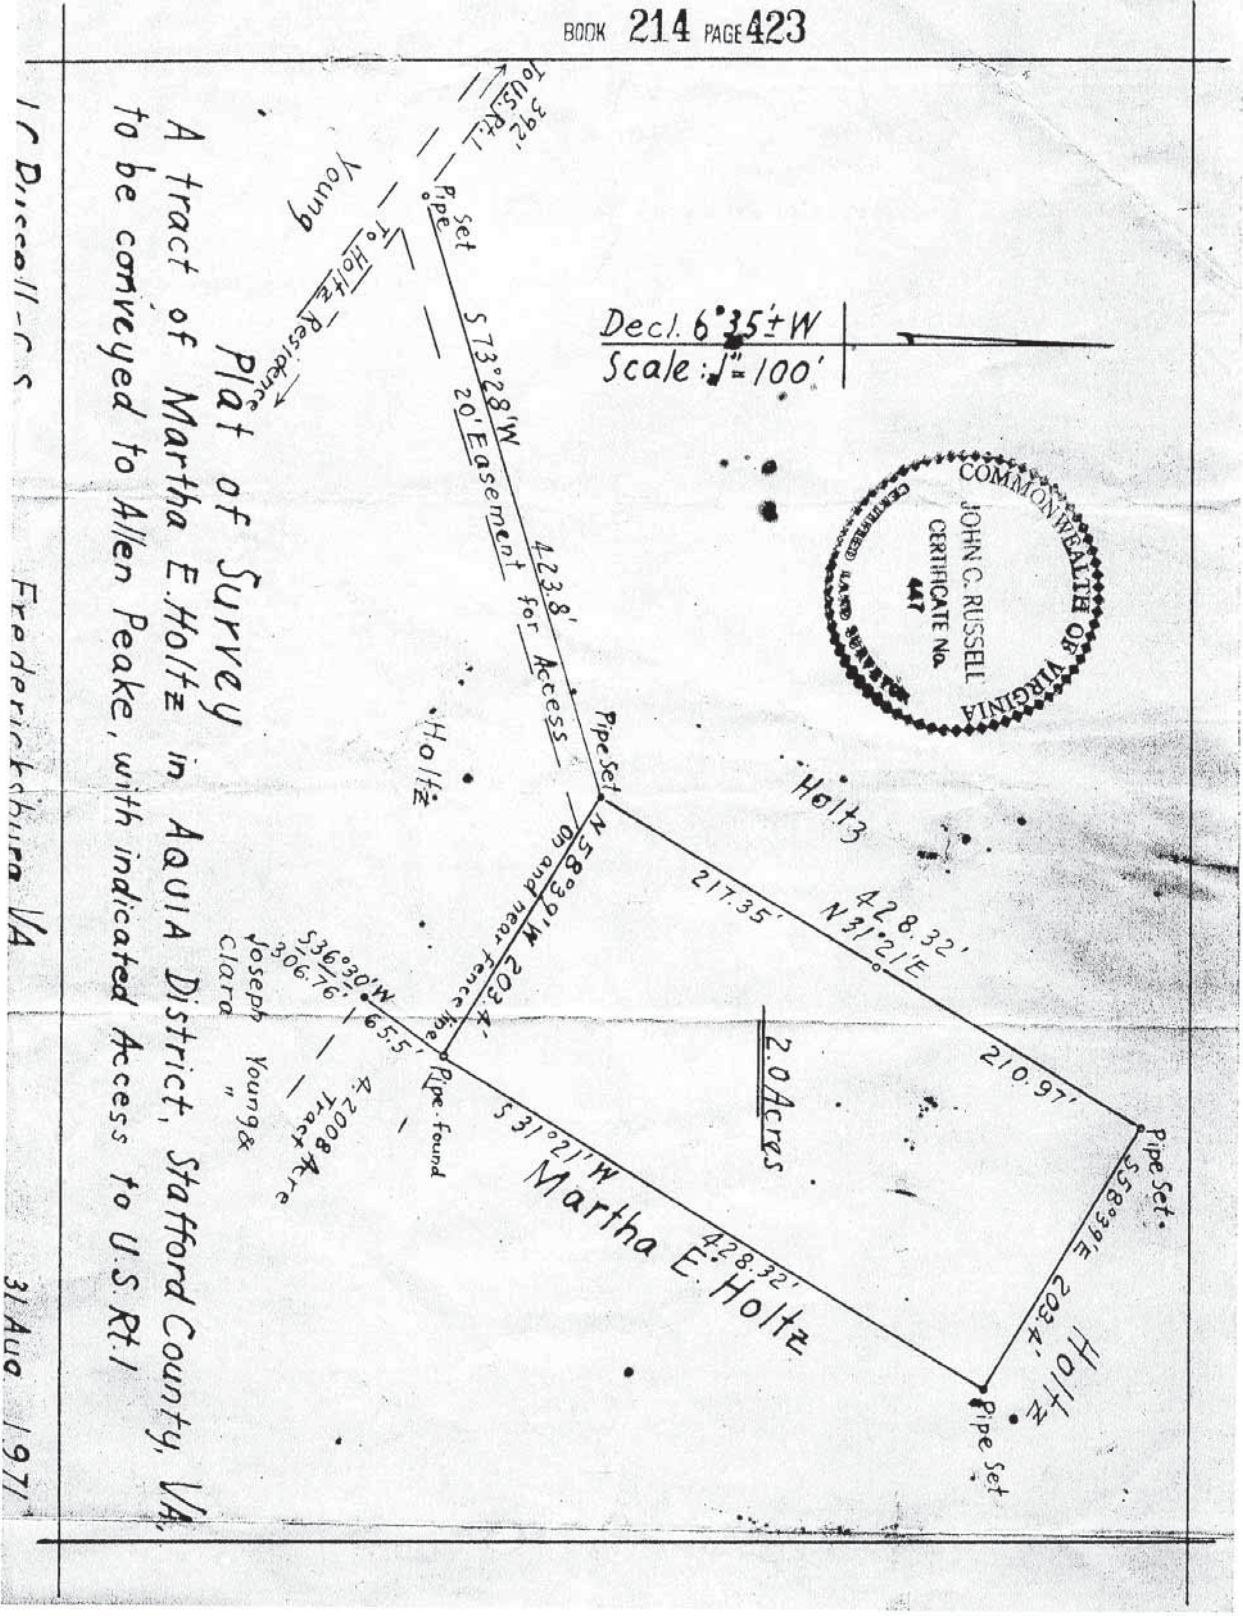 BOOK 214 PAGE 423
392'
To U.S. Rt. 1
Set
Pipe
Young
To Holtz Residence
S 73°28'W
423.8'
20' Easement for Access
Decl. 6°35'± W
Scale: 1" = 100'
COMMONWEALTH OF VIRGINIA
JOHN C. RUSSELL
CERTIFICATE No.
447
CERTIFIED LAND SURVEYOR
Holtz
Pipe Set
Holtz
217.35'
428.32'
N 31°21'E
210.97'
Pipe Set
S58°39'E 203.4'
Holtz
Pipe Set
2.0 Acres
N 58°39'W 203.4'
On and near fence line
Pipe found
S 31°21'W
428.32'
Martha E. Holtz
S36°30'W
306.76'
65.5'
Joseph Young &
Clara "
Tract
Plat of Survey
A tract of Martha E. Holtz in AQUIA District, Stafford County, VA,
to be conveyed to Allen Peake, with indicated Access to U.S. Rt. 1
Fredericksburg VA
31 Aug 1971